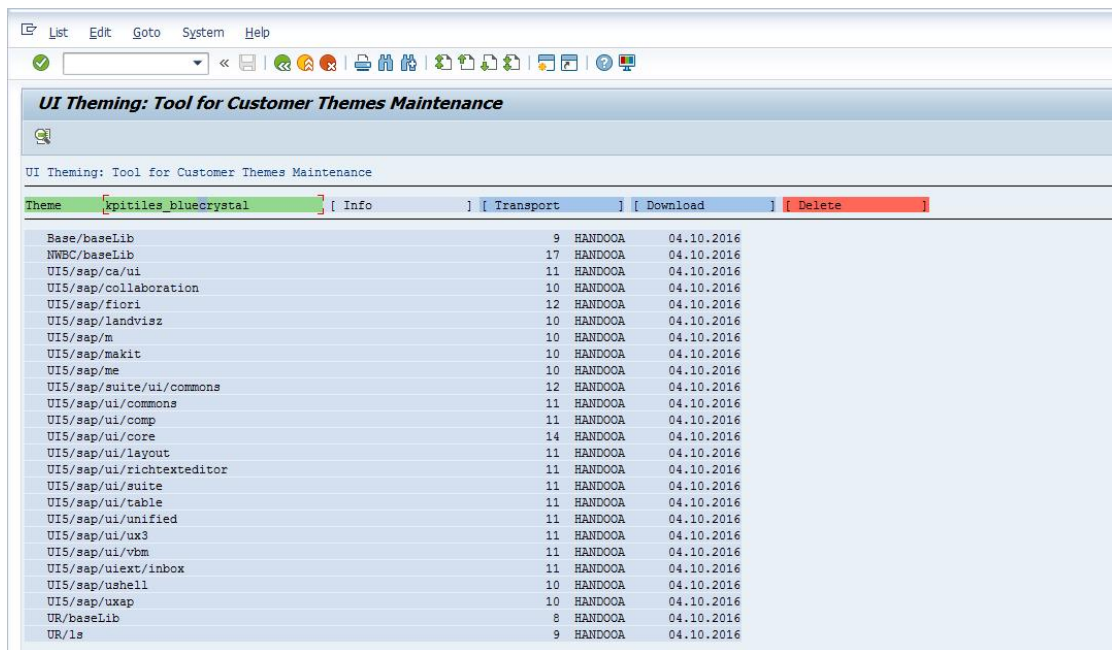 List Edit Goto System Help
«
UI Theming: Tool for Customer Themes Maintenance
UI Theming: Tool for Customer Themes Maintenance
Theme kpitiles_bluecrystal [ Info ] [ Transport ] [ Download ] [ Delete ]
Base/baseLib 9 HANDOOA 04.10.2016
NWBC/baseLib 17 HANDOOA 04.10.2016
UI5/sap/ca/ui 11 HANDOOA 04.10.2016
UI5/sap/collaboration 10 HANDOOA 04.10.2016
UI5/sap/fiori 12 HANDOOA 04.10.2016
UI5/sap/landvisz 10 HANDOOA 04.10.2016
UI5/sap/m 10 HANDOOA 04.10.2016
UI5/sap/makit 10 HANDOOA 04.10.2016
UI5/sap/me 10 HANDOOA 04.10.2016
UI5/sap/suite/ui/commons 12 HANDOOA 04.10.2016
UI5/sap/ui/commons 11 HANDOOA 04.10.2016
UI5/sap/ui/comp 11 HANDOOA 04.10.2016
UI5/sap/ui/core 14 HANDOOA 04.10.2016
UI5/sap/ui/layout 11 HANDOOA 04.10.2016
UI5/sap/ui/richtexteditor 11 HANDOOA 04.10.2016
UI5/sap/ui/suite 11 HANDOOA 04.10.2016
UI5/sap/ui/table 11 HANDOOA 04.10.2016
UI5/sap/ui/unified 11 HANDOOA 04.10.2016
UI5/sap/ui/ux3 11 HANDOOA 04.10.2016
UI5/sap/ui/vbm 11 HANDOOA 04.10.2016
UI5/sap/uiext/inbox 11 HANDOOA 04.10.2016
UI5/sap/ushell 10 HANDOOA 04.10.2016
UI5/sap/uxap 10 HANDOOA 04.10.2016
UR/baseLib 8 HANDOOA 04.10.2016
UR/ls 9 HANDOOA 04.10.2016